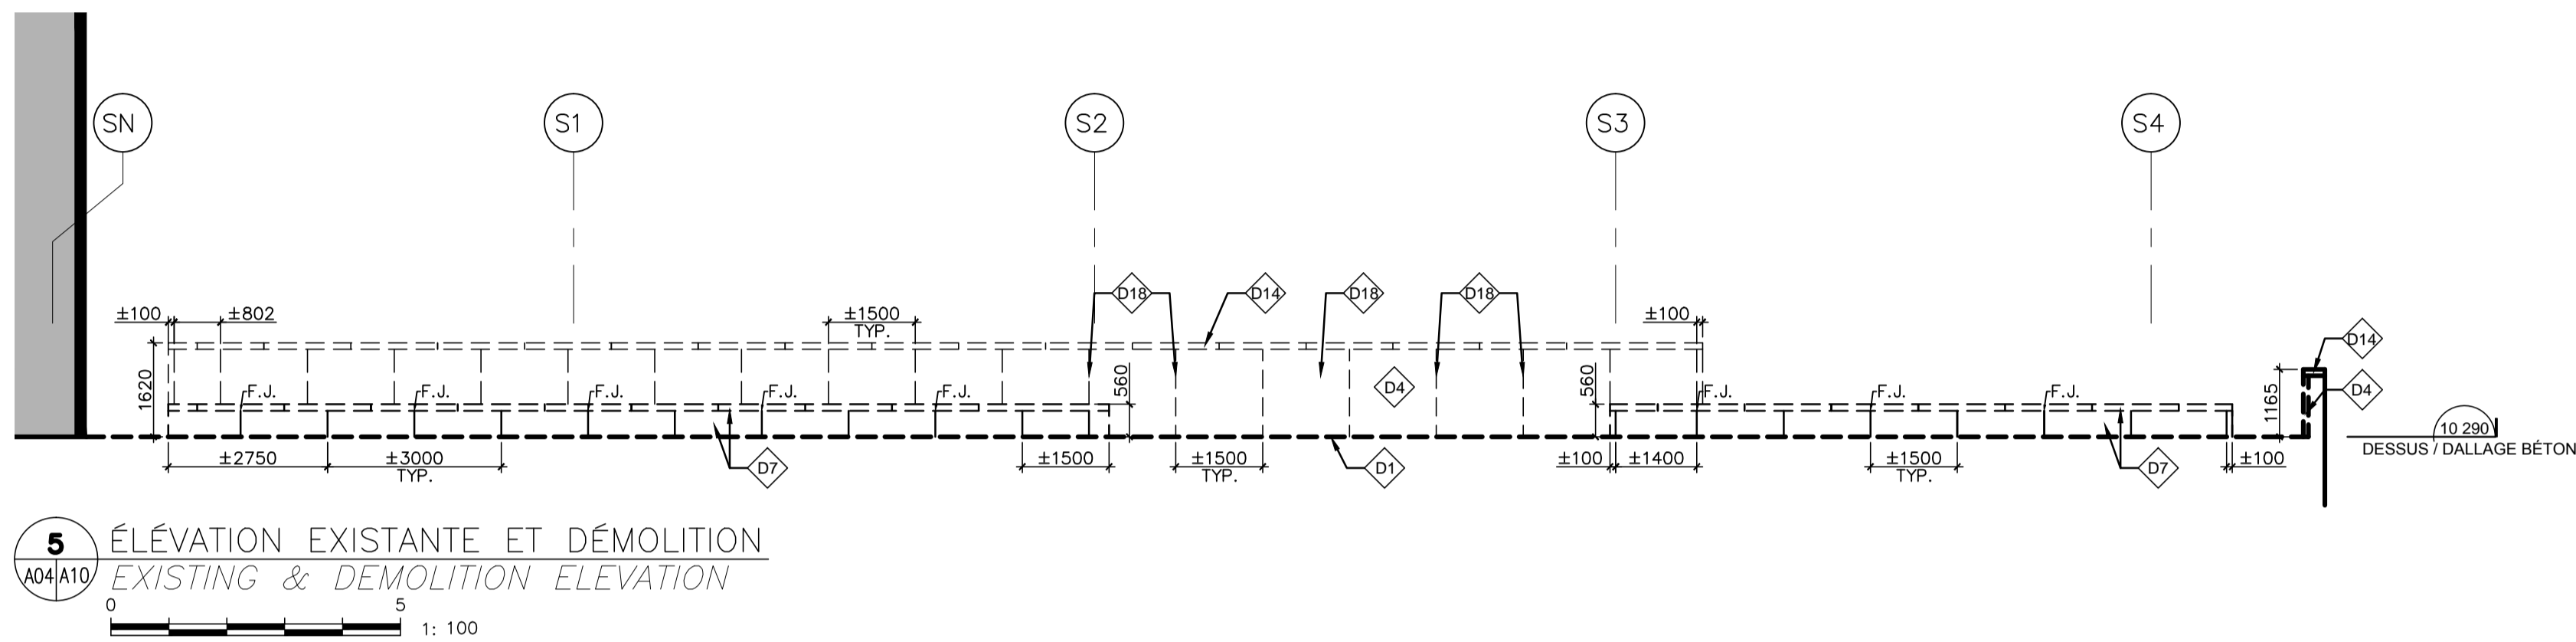 SN
S1
S2
S3
S4
D18
D14
D18
D18
±100
±802
±1500
TYP.
±100
D14
1620
F.J.
F.J.
F.J.
F.J.
F.J.
560
D4
560
F.J.
F.J.
F.J.
1165
D4
10 290
DESSUS / DALLAGE BÉTON
±2750
±3000
TYP.
D7
±1500
±1500
TYP.
D1
±100
±1400
±1500
TYP.
D7
±100
5
A04 A10
ÉLÉVATION EXISTANTE ET DÉMOLITION
EXISTING & DEMOLITION ELEVATION
0 5
1: 100